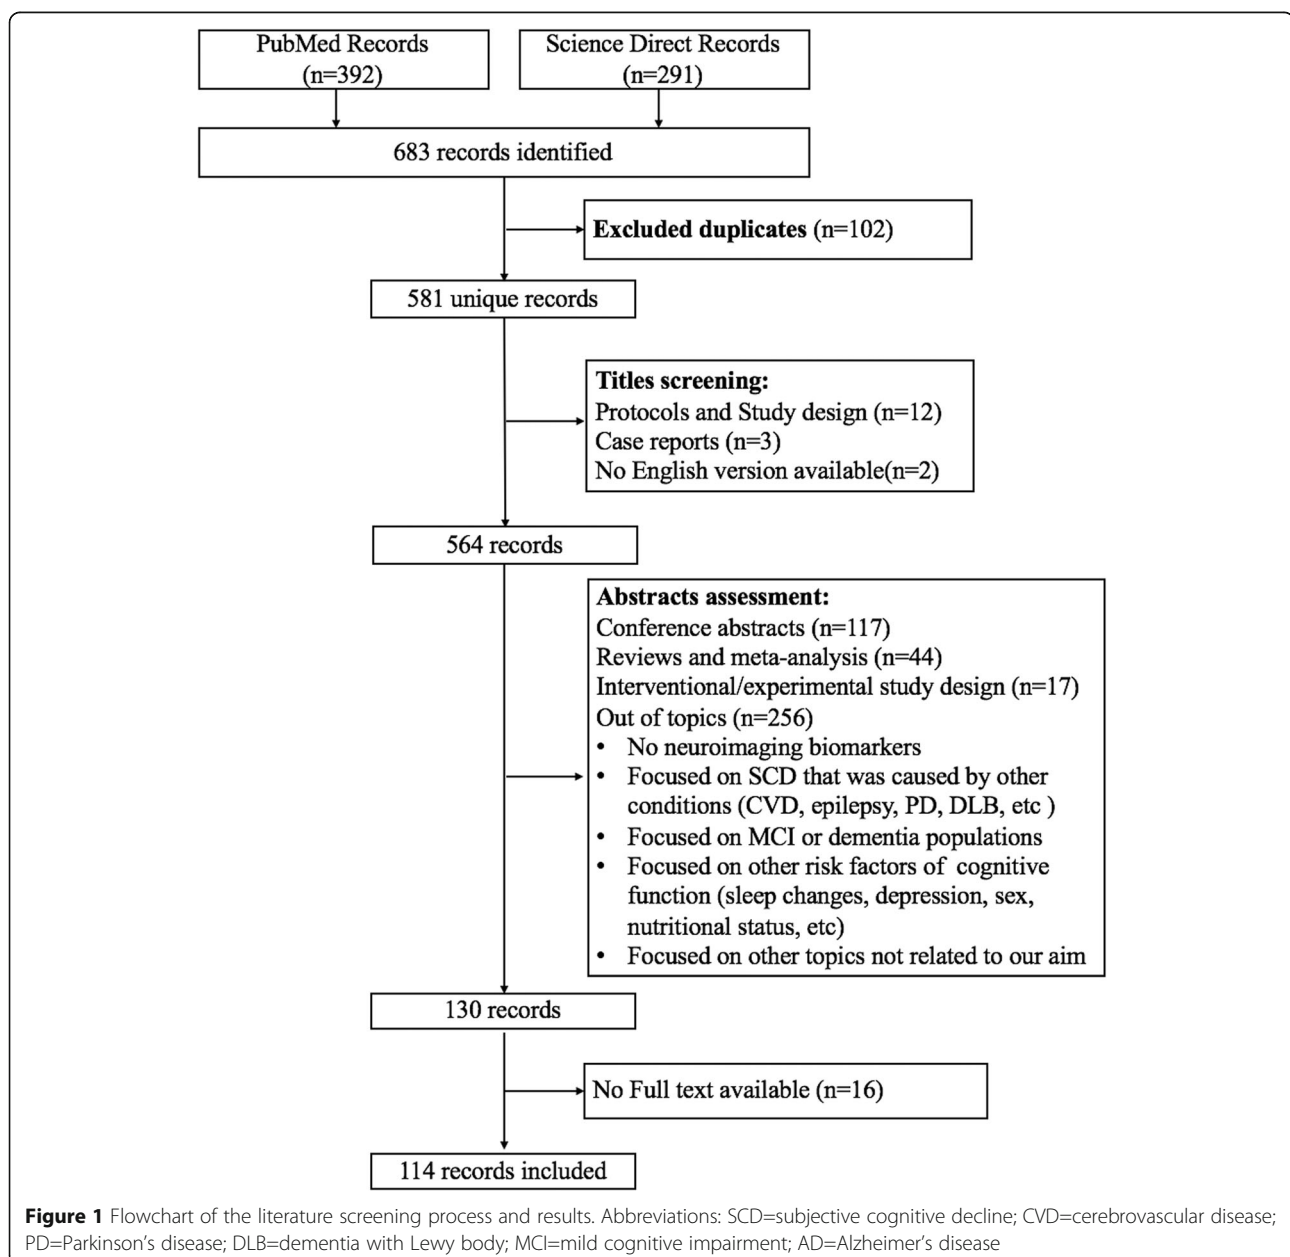 PubMed Records
(n=392)
Science Direct Records
(n=291)
683 records identified
Excluded duplicates (n=102)
581 unique records
Titles screening:
Protocols and Study design (n=12)
Case reports (n=3)
No English version available(n=2)
564 records
Abstracts assessment:
Conference abstracts (n=117)
Reviews and meta-analysis (n=44)
Interventional/experimental study design (n=17)
Out of topics (n=256)
• No neuroimaging biomarkers
• Focused on SCD that was caused by other
conditions (CVD, epilepsy, PD, DLB, etc )
• Focused on MCI or dementia populations
• Focused on other risk factors of cognitive
function (sleep changes, depression, sex,
nutritional status, etc)
• Focused on other topics not related to our aim
130 records
No Full text available (n=16)
114 records included
Figure 1 Flowchart of the literature screening process and results. Abbreviations: SCD=subjective cognitive decline; CVD=cerebrovascular disease;
PD=Parkinson's disease; DLB=dementia with Lewy body; MCI=mild cognitive impairment; AD=Alzheimer's disease